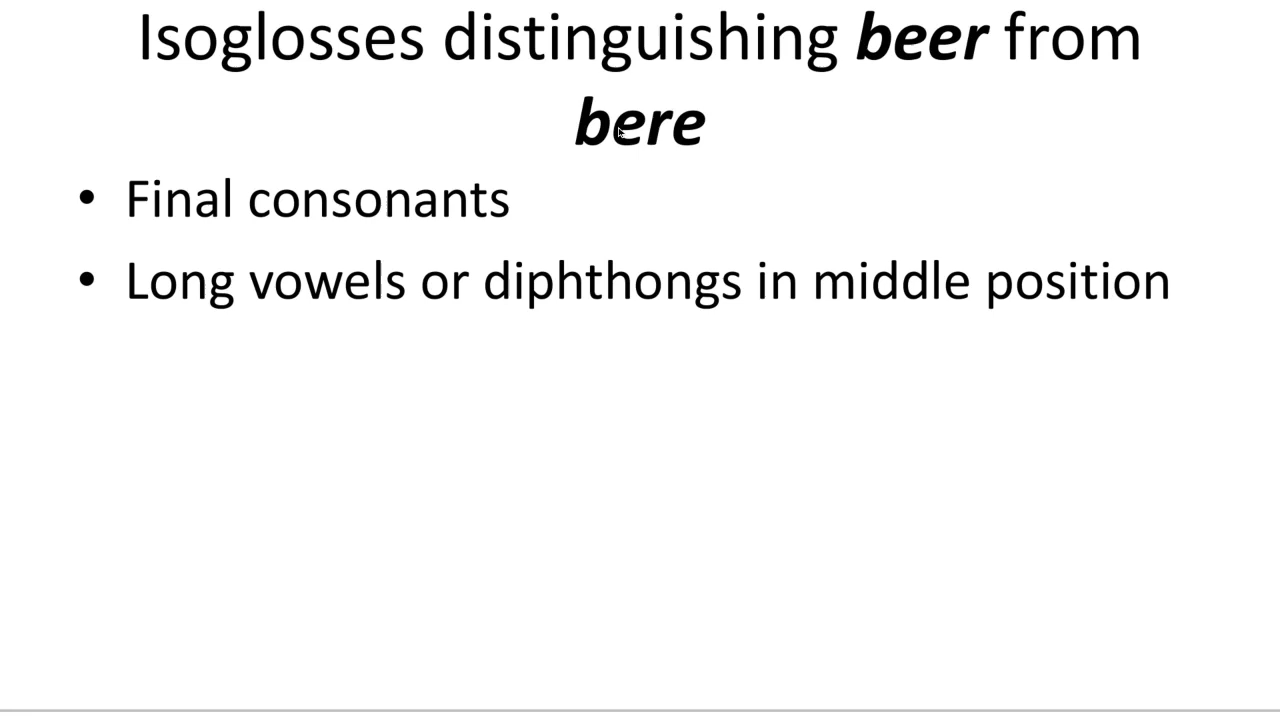 Isoglosses distinguishing beer from
bere
• Final consonants
• Long vowels or diphthongs in middle position